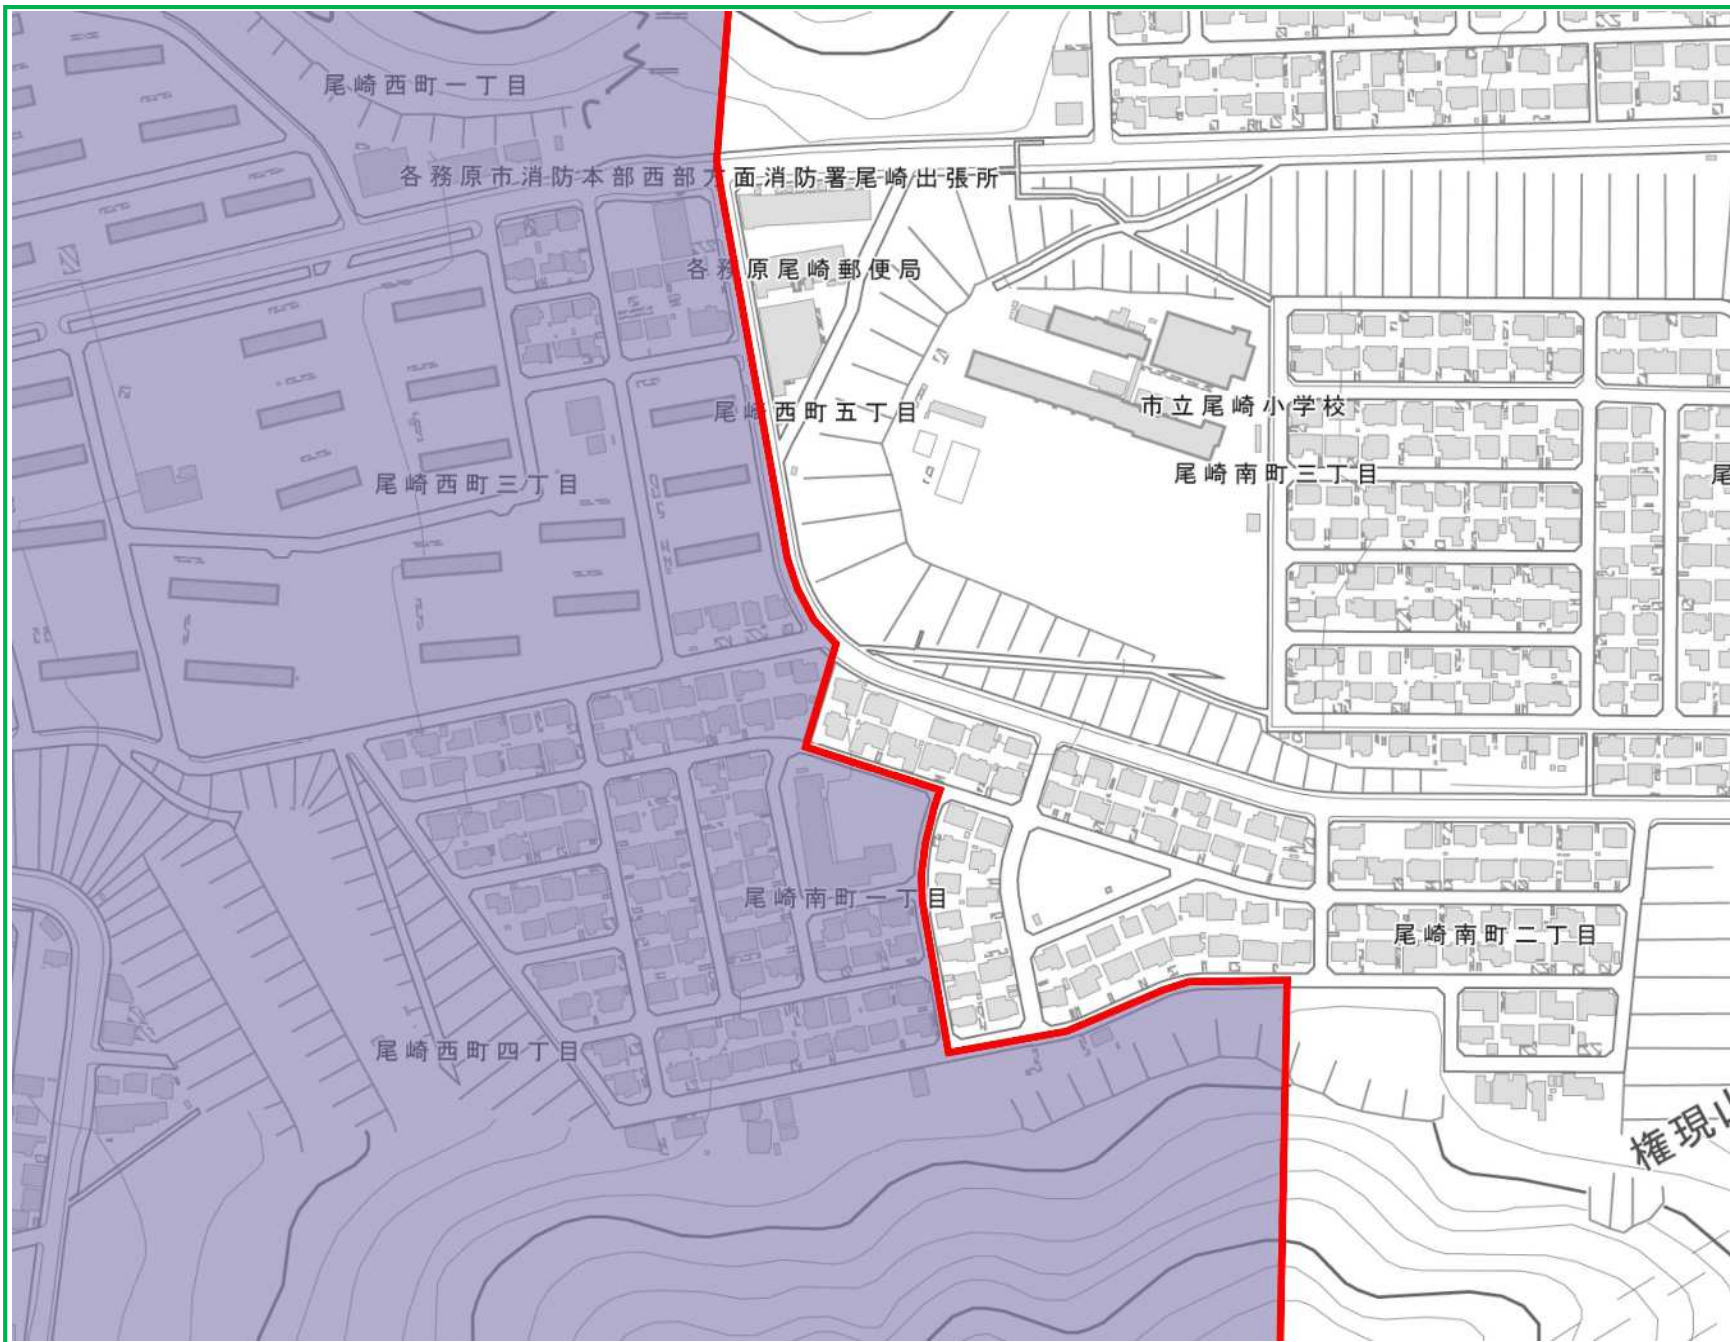 尾崎西町一丁目
各務原市消防本部西部方面消防署尾崎出張所
各務原尾崎郵便局
尾崎西町五丁目
市立尾崎小学校
尾崎南町三丁目
尾
尾崎西町三丁目
尾崎南町一丁目
尾崎南町二丁目
尾崎西町四丁目
権現山